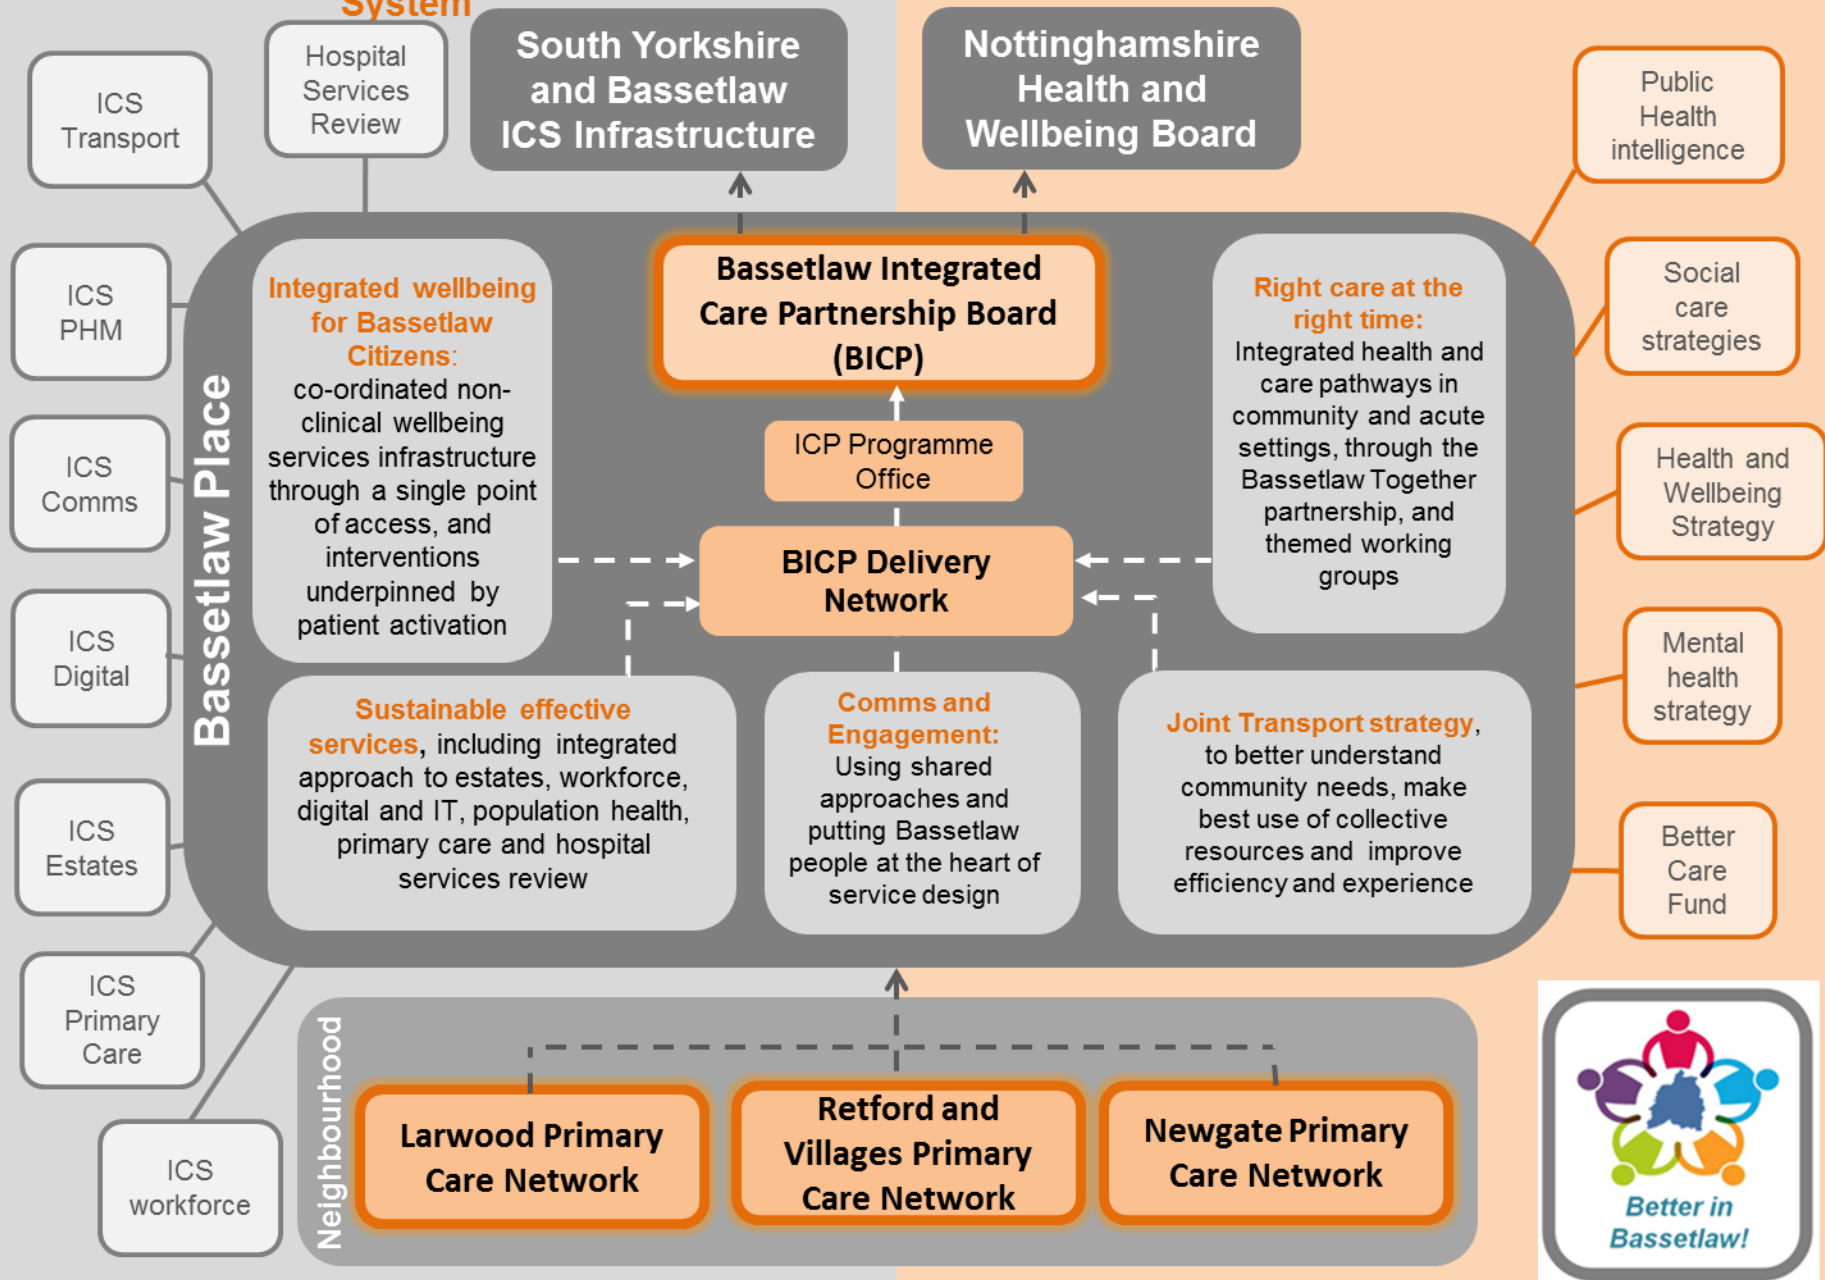 System
Hospital
Services
Review
South Yorkshire
and Bassetlaw
ICS Infrastructure
Nottinghamshire
Health and
Wellbeing Board
ICS
Transport
ICS
PHM
ICS
Comms
ICS
Digital
ICS
Estates
ICS
Primary
Care
ICS
workforce
Bassetlaw Place
Integrated wellbeing
for Bassetlaw
Citizens:
co-ordinated non-
clinical wellbeing
services infrastructure
through a single point
of access, and
interventions
underpinned by
patient activation
Bassetlaw Integrated
Care Partnership Board
(BICP)
ICP Programme
Office
BICP Delivery
Network
Right care at the
right time:
Integrated health and
care pathways in
community and acute
settings, through the
Bassetlaw Together
partnership, and
themed working
groups
Sustainable effective
services, including integrated
approach to estates, workforce,
digital and IT, population health,
primary care and hospital
services review
Comms and
Engagement:
Using shared
approaches and
putting Bassetlaw
people at the heart of
service design
Joint Transport strategy,
to better understand
community needs, make
best use of collective
resources and improve
efficiency and experience
Public
Health
intelligence
Social
care
strategies
Health and
Wellbeing
Strategy
Mental
health
strategy
Better
Care
Fund
Neighbourhood
Larwood Primary
Care Network
Retford and
Villages Primary
Care Network
Newgate Primary
Care Network
Better in
Bassetlaw!